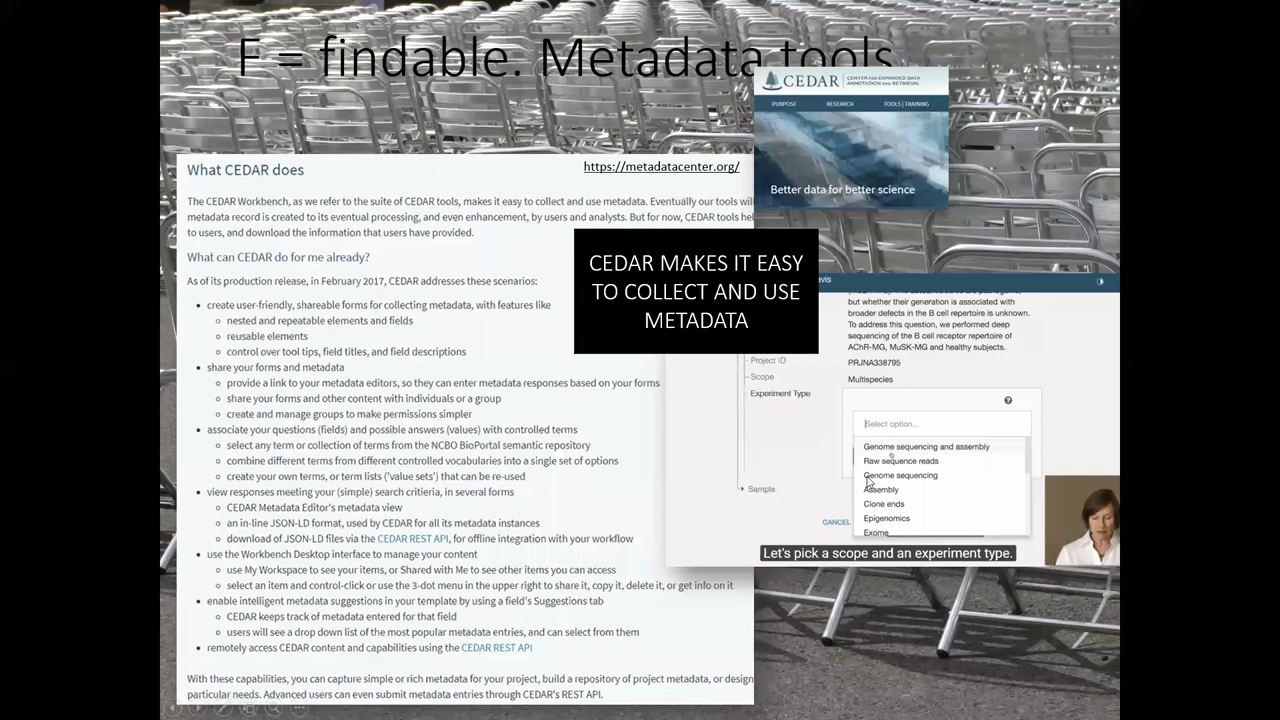 F = findable. Metadata tools
CEDAR CENTER FOR EXPANDED DATA
ANNOTATION AND RETRIEVAL
PURPOSE RESEARCH TOOLS | TRAINING
Better data for better science
What CEDAR does
https://metadatacenter.org/
The CEDAR Workbench, as we refer to the suite of CEDAR tools, makes it easy to collect and use metadata. Eventually our tools will
metadata record is created to its eventual processing, and even enhancement, by users and analysts. But for now, CEDAR tools
to users, and download the information that users have provided.
What can CEDAR do for me already?
As of its production release, in February 2017, CEDAR addresses these scenarios:
• create user-friendly, shareable forms for collecting metadata, with features like
nested and repeatable elements and fields
reusable elements
control over tool tips, field titles, and field descriptions
• share your forms and metadata
provide a link to your metadata editors, so they can enter metadata responses based on your forms
share your forms and other content with individuals or a group
create and manage groups to make permissions simpler
• associate your questions (fields) and possible answers (values) with controlled terms
select any term or collection of terms from the NCBO BioPortal semantic repository
combine different terms from different controlled vocabularies into a single set of options
create your own terms, or term lists ('value sets') that can be re-used
• view responses meeting your (simple) search critieria, in several forms
CEDAR Metadata Editor's metadata view
an in-line JSON-LD format, used by CEDAR for all its metadata instances
download of JSON-LD files via the CEDAR REST API, for offline integration with your workflow
• use the Workbench Desktop interface to manage your content
use My Workspace to see your items, or Shared with Me to see other items you can access
select an item and control-click or use the 3-dot menu in the upper right to share it, copy it, delete it, or get info on it
• enable intelligent metadata suggestions in your template by using a field's Suggestions tab
CEDAR keeps track of metadata entered for that field
users will see a drop down list of the most popular metadata entries, and can select from them
• remotely access CEDAR content and capabilities using the CEDAR REST API
With these capabilities, you can capture simple or rich metadata for your project, build a repository of project metadata, or design
particular needs. Advanced users can even submit metadata entries through CEDAR's REST API.
CEDAR MAKES IT EASY
TO COLLECT AND USE
METADATA
but whether their generation is associated with
broader defects in the B cell repertoire is unknown.
To address this question, we performed deep
sequencing of the B cell receptor repertoire of
AChR-MG, MuSK-MG and healthy subjects.
Project ID
PRJNA338795
Scope
Multispecies
Experiment Type
Select option...
Genome sequencing and assembly
Raw sequence reads
Genome sequencing
Assembly
Clone ends
Epigenomics
Exome
Sample
CANCEL
Let's pick a scope and an experiment type.